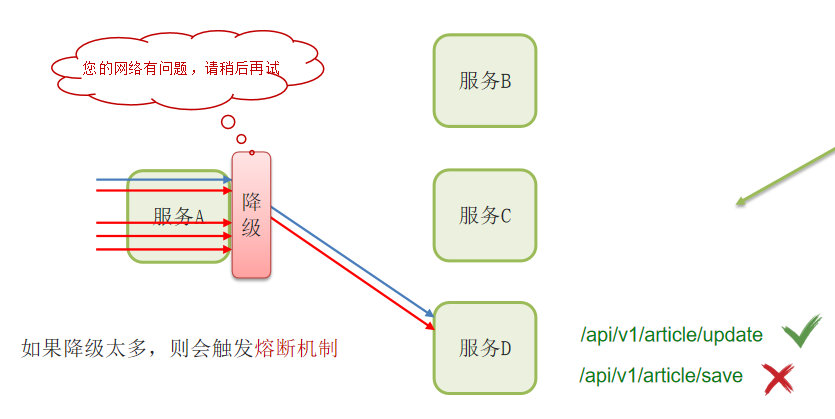 您的网络有问题，请稍后再试
服务B
服务A
降级
服务C
如果降级太多，则会触发熔断机制
服务D
/api/v1/article/update
/api/v1/article/save